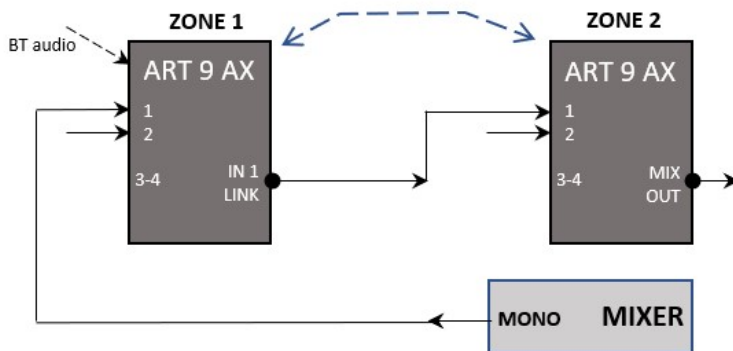 ZONE 1
ZONE 2
BT audio
ART 9 AX
1
2
3-4
IN 1
LINK
ART 9 AX
1
2
3-4
MIX
OUT
MONO
MIXER